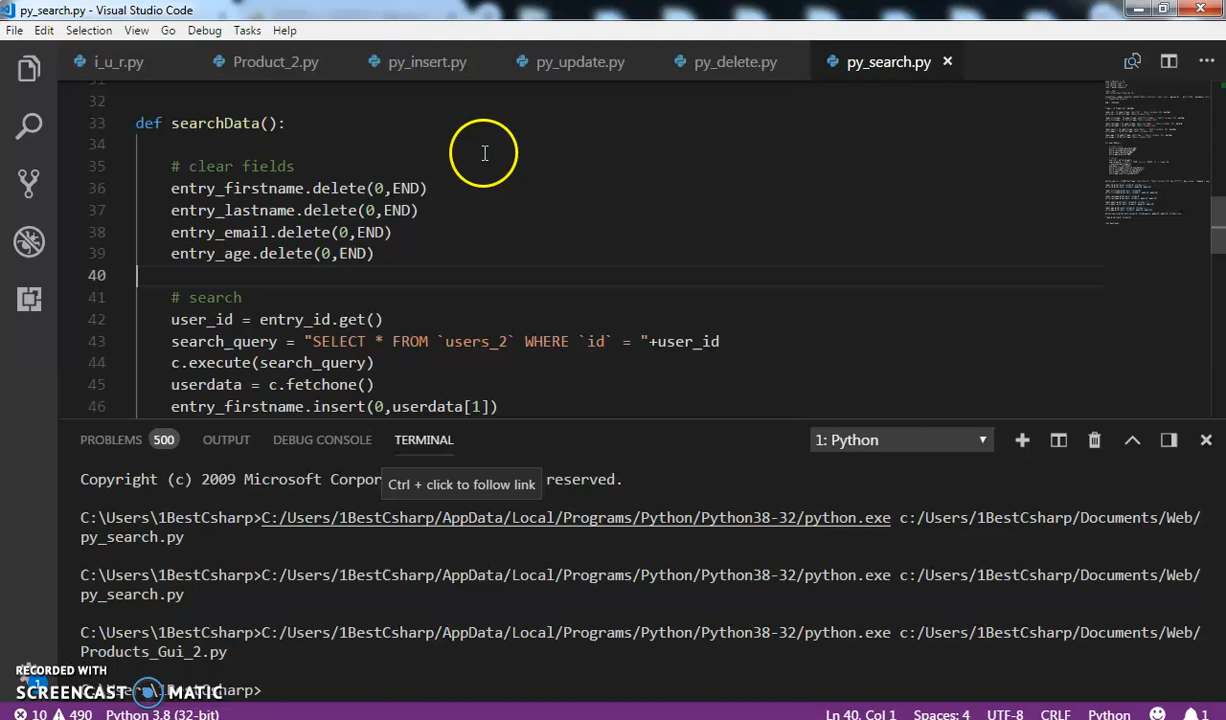 py_search.py - Visual Studio Code
File Edit Selection View Go Debug Tasks Help
i_u_r.py Product_2.py py_insert.py py_update.py py_delete.py py_search.py
32
33 def searchData():
34
35 # clear fields
36 entry_firstname.delete(0,END)
37 entry_lastname.delete(0,END)
38 entry_email.delete(0,END)
39 entry_age.delete(0,END)
40
41 # search
42 user_id = entry_id.get()
43 search_query = "SELECT * FROM `users_2` WHERE `id` = "+user_id
44 c.execute(search_query)
45 userdata = c.fetchone()
46 entry_firstname.insert(0,userdata[1])
PROBLEMS 500 OUTPUT DEBUG CONSOLE TERMINAL 1: Python
Copyright (c) 2009 Microsoft Corpor reserved.
Ctrl + click to follow link
C:\Users\1BestCsharp>C:/Users/1BestCsharp/AppData/Local/Programs/Python/Python38-32/python.exe c:/Users/1BestCsharp/Documents/Web/
py_search.py
C:\Users\1BestCsharp>C:/Users/1BestCsharp/AppData/Local/Programs/Python/Python38-32/python.exe c:/Users/1BestCsharp/Documents/Web/
py_search.py
C:\Users\1BestCsharp>C:/Users/1BestCsharp/AppData/Local/Programs/Python/Python38-32/python.exe c:/Users/1BestCsharp/Documents/Web/
Products_Gui_2.py
RECORDED WITH
SCREENCAST MATIC
1
10 490 Python 3.8 (32-bit) Ln 40, Col 1 Spaces: 4 UTF-8 CRLF Python 1